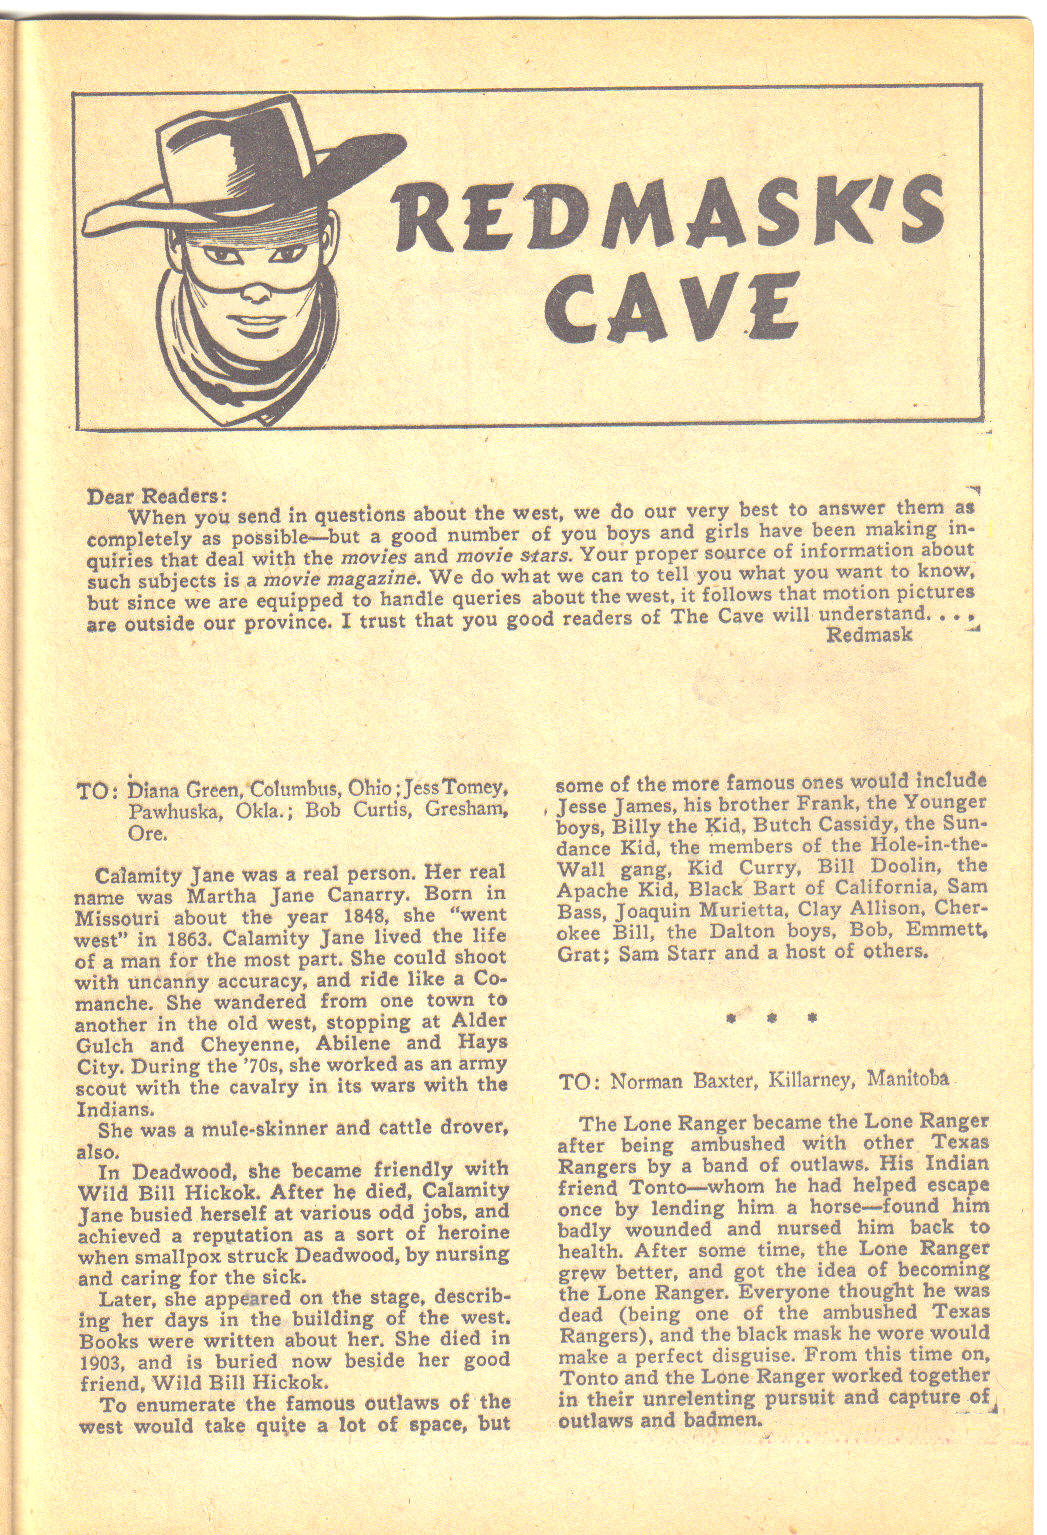 REDMASK'S
CAVE
Dear Readers:
When you send in questions about the west, we do our very best to answer them as
completely as possible—but a good number of you boys and girls have been making in-
quiries that deal with the movies and movie stars. Your proper source of information about
such subjects is a movie magazine. We do what we can to tell you what you want to know,
but since we are equipped to handle queries about the west, it follows that motion pictures
are outside our province. I trust that you good readers of The Cave will understand. . . .
Redmask
TO: Diana Green, Columbus, Ohio; Jess Tomey,
Pawhuska, Okla.; Bob Curtis, Gresham,
Ore.
Calamity Jane was a real person. Her real
name was Martha Jane Canarry. Born in
Missouri about the year 1848, she "went
west" in 1863. Calamity Jane lived the life
of a man for the most part. She could shoot
with uncanny accuracy, and ride like a Co-
manche. She wandered from one town to
another in the old west, stopping at Alder
Gulch and Cheyenne, Abilene and Hays
City. During the '70s, she worked as an army
scout with the cavalry in its wars with the
Indians.
She was a mule-skinner and cattle drover,
also.
In Deadwood, she became friendly with
Wild Bill Hickok. After he died, Calamity
Jane busied herself at various odd jobs, and
achieved a reputation as a sort of heroine
when smallpox struck Deadwood, by nursing
and caring for the sick.
Later, she appeared on the stage, describ-
ing her days in the building of the west.
Books were written about her. She died in
1903, and is buried now beside her good
friend, Wild Bill Hickok.
To enumerate the famous outlaws of the
west would take quite a lot of space, but
some of the more famous ones would include
Jesse James, his brother Frank, the Younger
boys, Billy the Kid, Butch Cassidy, the Sun-
dance Kid, the members of the Hole-in-the-
Wall gang, Kid Curry, Bill Doolin, the
Apache Kid, Black Bart of California, Sam
Bass, Joaquin Murietta, Clay Allison, Cher-
okee Bill, the Dalton boys, Bob, Emmett,
Grat; Sam Starr and a host of others.
* * *
TO: Norman Baxter, Killarney, Manitoba
The Lone Ranger became the Lone Ranger
after being ambushed with other Texas
Rangers by a band of outlaws. His Indian
friend Tonto—whom he had helped escape
once by lending him a horse—found him
badly wounded and nursed him back to
health. After some time, the Lone Ranger
grew better, and got the idea of becoming
the Lone Ranger. Everyone thought he was
dead (being one of the ambushed Texas
Rangers), and the black mask he wore would
make a perfect disguise. From this time on,
Tonto and the Lone Ranger worked together
in their unrelenting pursuit and capture of
outlaws and badmen.